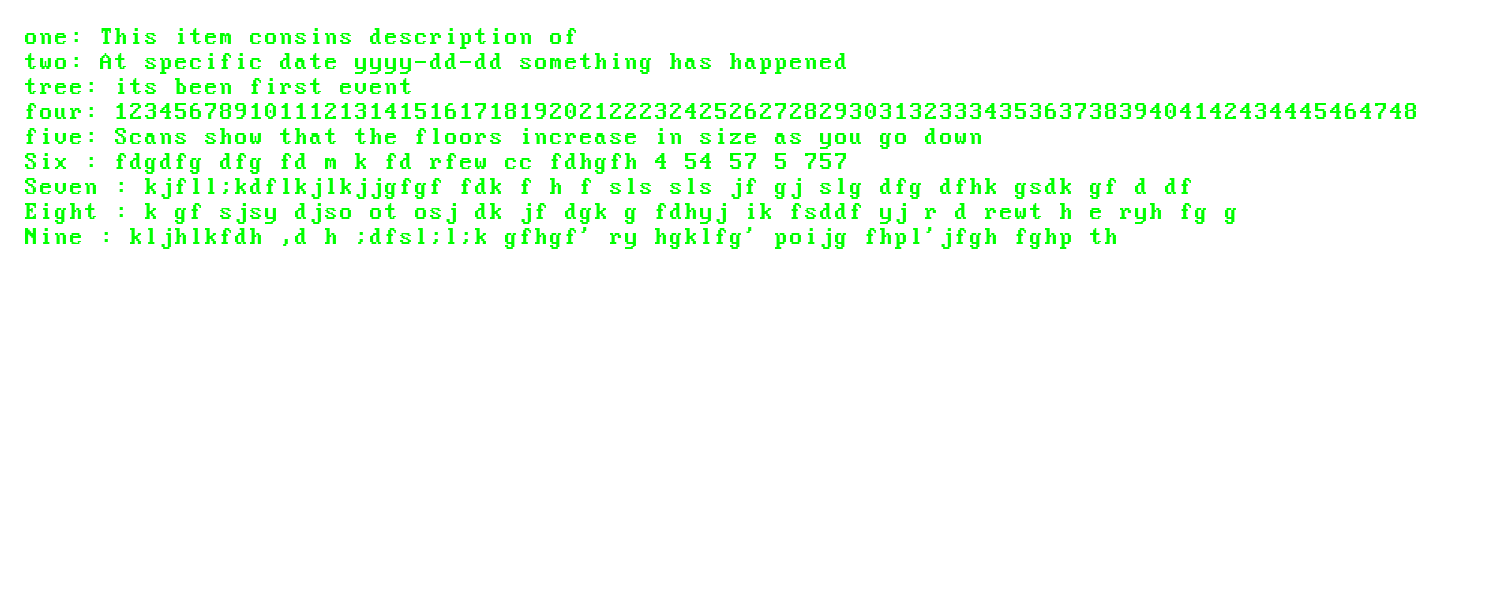 one: This item consins description of
two: At specific date yyyy-dd-dd something has happened
tree: its been first event
four: 123456789101112131415161718192021222324252627282930313233343536373839404142434445464748
five: Scans show that the floors increase in size as you go down
Six : fdgdfg dfg fd m k fd rfew cc fdhgfh 4 54 57 5 757
Seven : kjfll;kdflkjlkjjgfgf fdk f h f sls sls jf gj slg dfg dfhk gsdk gf d df
Eight : k gf sjsy djso ot osj dk jf dgk g fdhyj ik fsddf yj r d rewt h e ryh fg g
Nine : kljhlkfdh ,d h ;dfsl;l;k gfhgf' ry hgklfg' poijg fhpl'jfgh fghp th